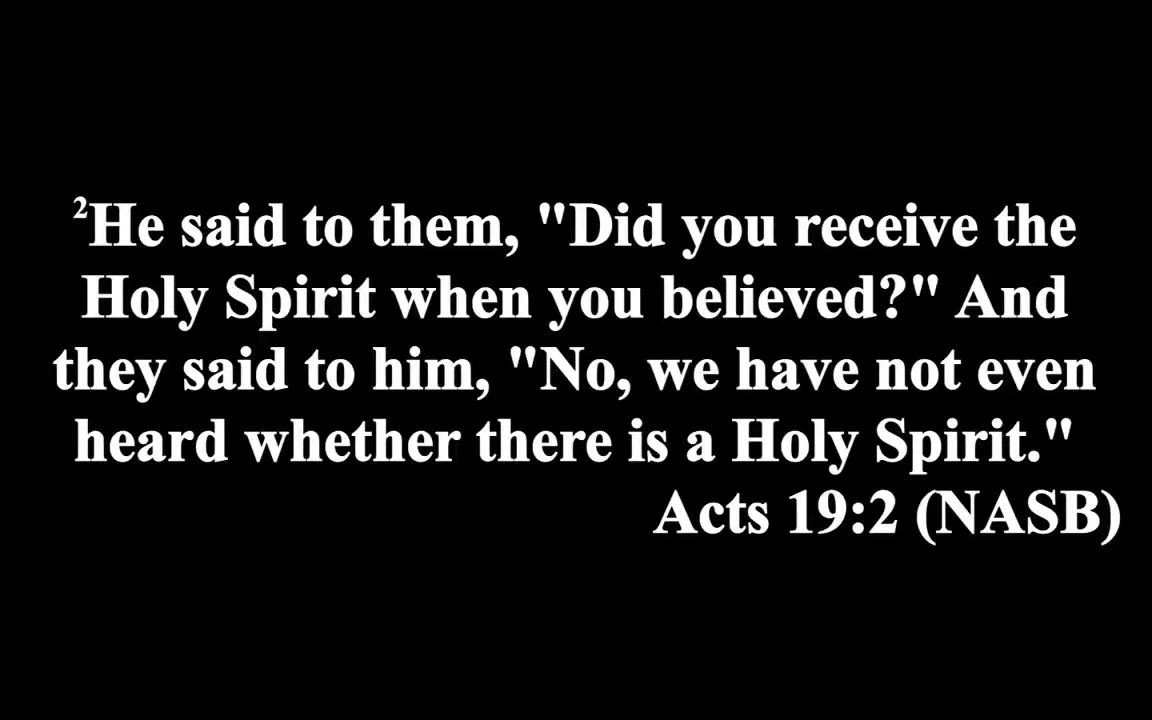 ²He said to them, "Did you receive the
Holy Spirit when you believed?" And
they said to him, "No, we have not even
heard whether there is a Holy Spirit."
Acts 19:2 (NASB)